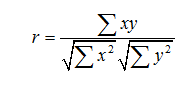 r = ∑xy / √∑x² √∑y²